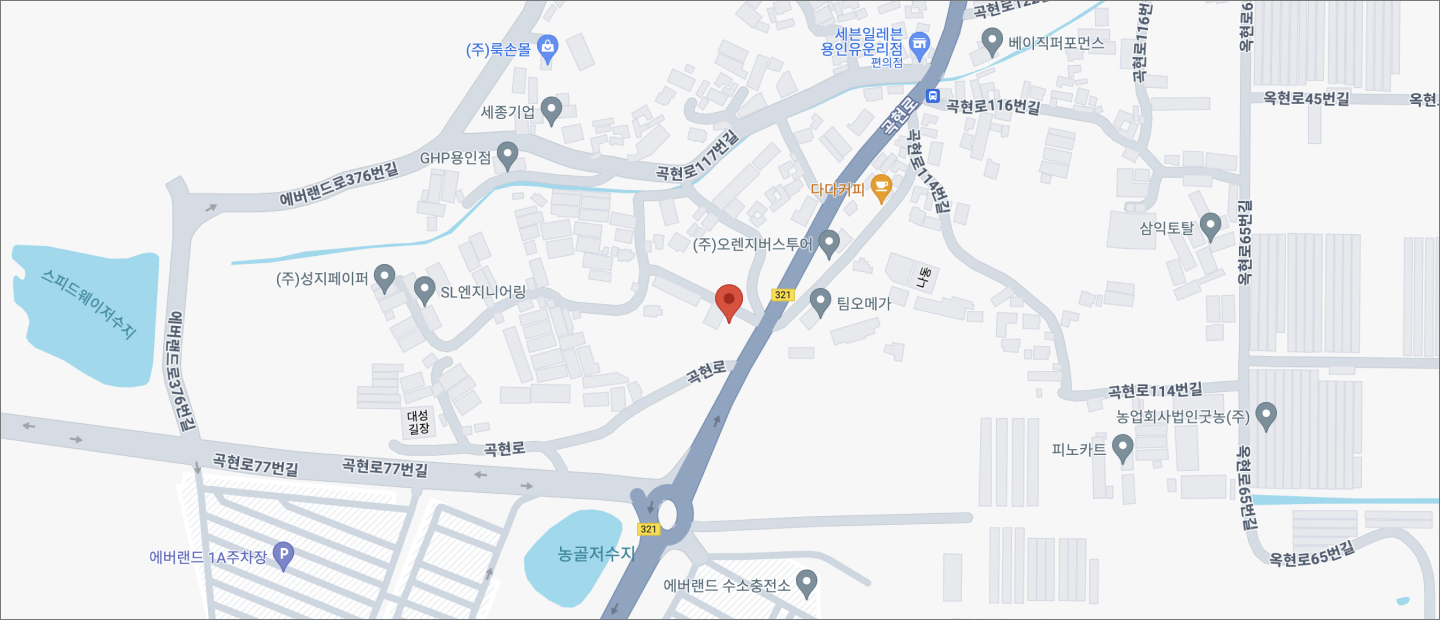 곡현로122번
세븐일레븐
용인유운리점
편의점
베이직퍼포먼스
(주)룩손몰
곡현로116번
옥현로6
세종기업
곡현로
곡현로116번길
옥현로45번길
옥현
GHP용인점
곡현로117번길
에버랜드로376번길
다다커피
곡현로114번길
삼익토탈
옥현로65번길
(주)오렌지버스투어
(주)성지페이퍼
SL엔지니어링
나동
스피드웨이저수지
321
팀오메가
에버랜드로376번길
곡현로
곡현로114번길
대성
길장
농업회사법인굿농(주)
곡현로
피노카트
곡현로77번길
곡현로77번길
옥현로65번길
321
농골저수지
에버랜드 1A주차장
P
옥현로65번길
에버랜드 수소충전소